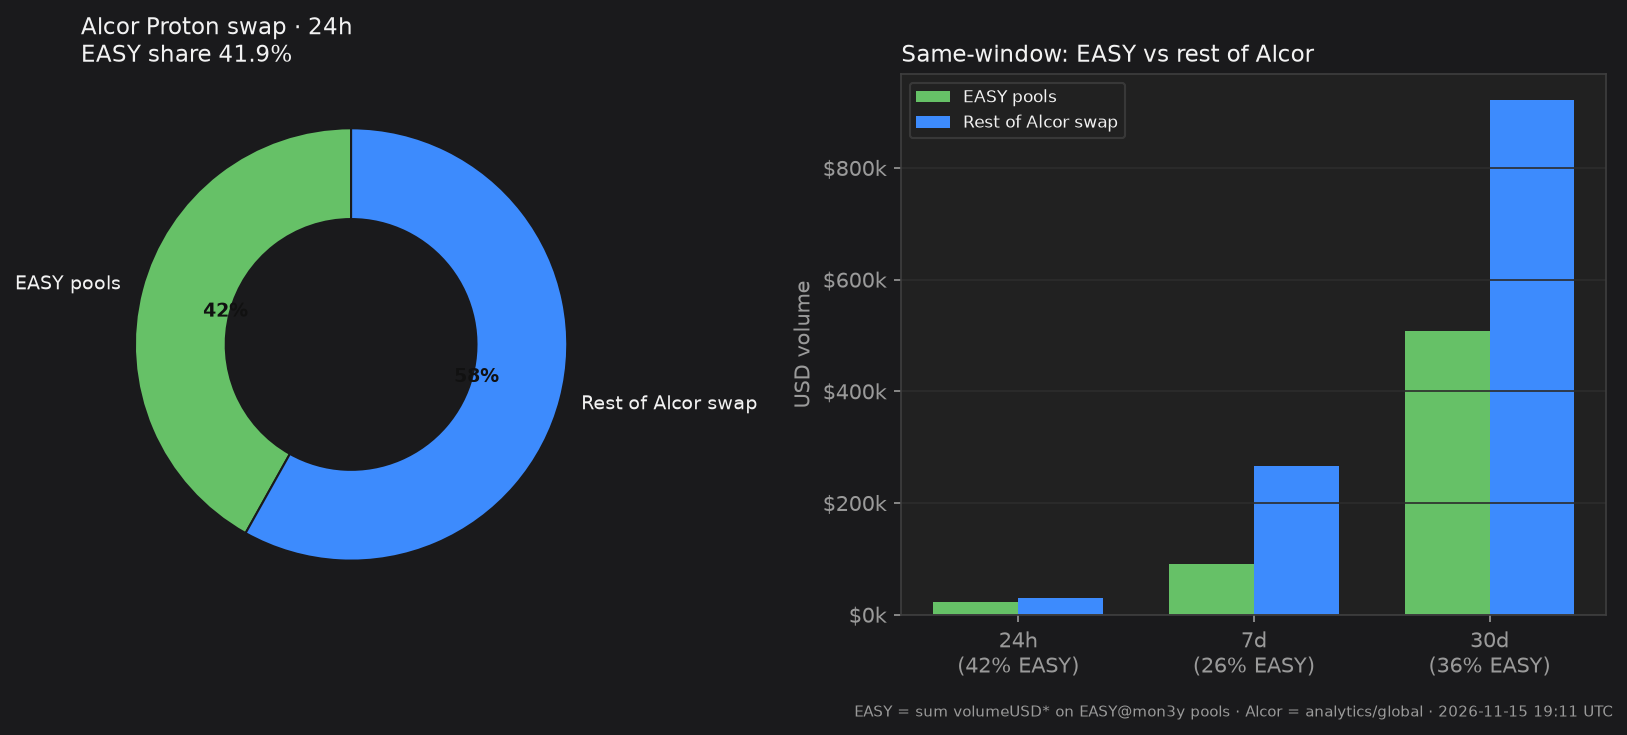 Alcor Proton swap · 24h
EASY share 41.9%
EASY pools
42%
58%
Rest of Alcor swap
Same-window: EASY vs rest of Alcor
EASY pools
Rest of Alcor swap
USD volume
$800k
$600k
$400k
$200k
$0k
24h
(42% EASY)
7d
(26% EASY)
30d
(36% EASY)
EASY = sum volumeUSD* on EASY@mon3y pools · Alcor = analytics/global · 2026-11-15 19:11 UTC